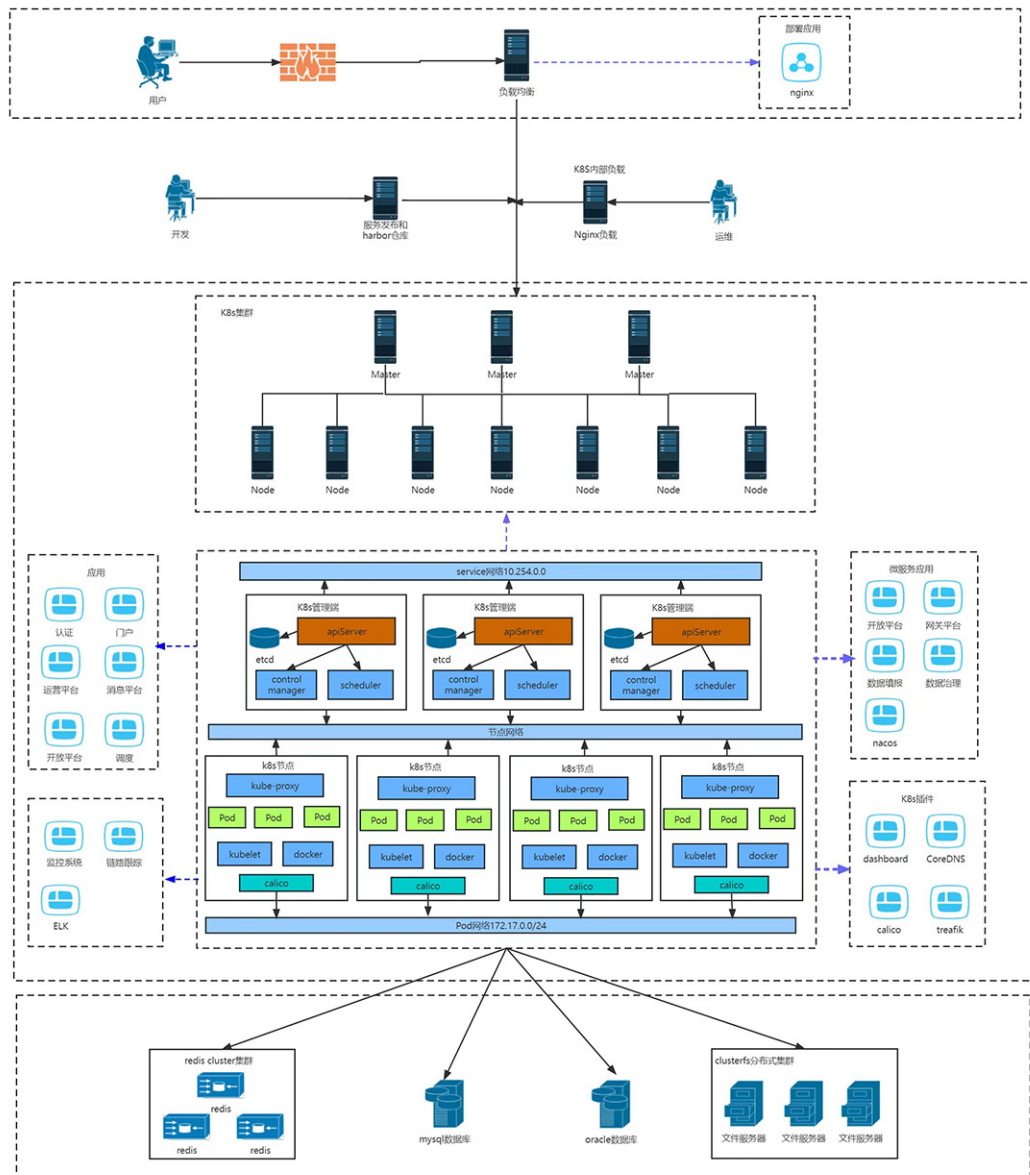 部署应用
用户
负载均衡
nginx
K8S内部负载
开发
服务发布和
harbor仓库
Nginx负载
运维
K8s集群
Master
Master
Master
Node
Node
Node
Node
Node
Node
Node
应用
认证
门户
运营平台
消息平台
开放平台
调度
监控系统
链路跟踪
ELK
service网络10.254.0.0
K8s管理端
K8s管理端
K8s管理端
apiServer
apiServer
apiServer
etcd
etcd
etcd
control
manager
scheduler
control
manager
scheduler
control
manager
scheduler
节点网络
k8s节点
k8s节点
k8s节点
k8s节点
kube-proxy
kube-proxy
kube-proxy
kube-proxy
Pod
Pod
Pod
Pod
Pod
Pod
Pod
Pod
Pod
Pod
Pod
Pod
kubelet
docker
kubelet
docker
kubelet
docker
kubelet
docker
calico
calico
calico
calico
Pod网络172.17.0.0/24
微服务应用
开放平台
网关平台
数据填报
数据治理
nacos
K8s插件
dashboard
CoreDNS
calico
treafik
redis cluster集群
redis
redis
redis
mysql数据库
oracle数据库
clusterfs分布式集群
文件服务器
文件服务器
文件服务器